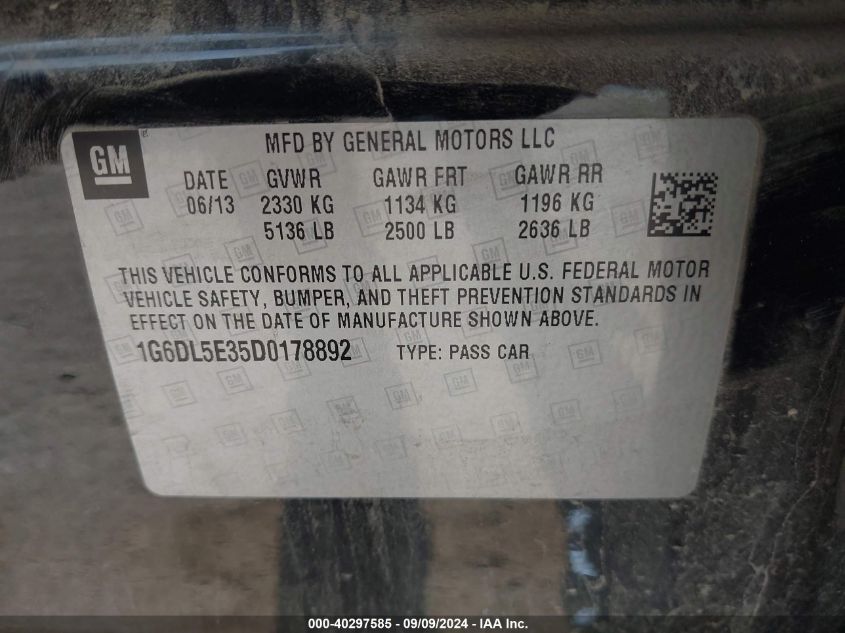 GM
MFD BY GENERAL MOTORS LLC
DATE GVWR GAWR FRT GAWR RR
06/13 2330 KG 1134 KG 1196 KG
5136 LB 2500 LB 2636 LB
THIS VEHICLE CONFORMS TO ALL APPLICABLE U.S. FEDERAL MOTOR
VEHICLE SAFETY, BUMPER, AND THEFT PREVENTION STANDARDS IN
EFFECT ON THE DATE OF MANUFACTURE SHOWN ABOVE.
1G6DL5E35D0178892 TYPE: PASS CAR
000-40297585 - 09/09/2024 - IAA Inc.